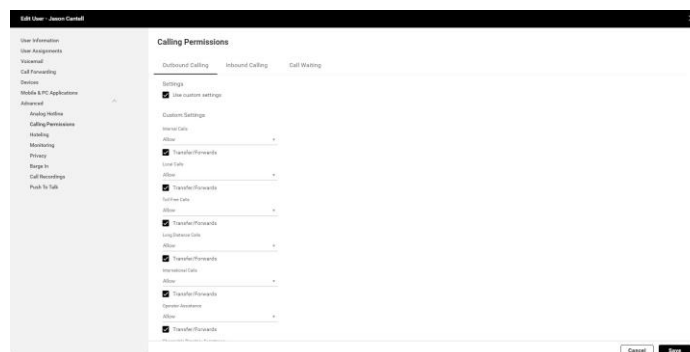 Edit User - Jason Cantell
User Information
User Assignments
Voicemail
Call Forwarding
Devices
Mobile & PC Applications
Advanced
Analog Hotline
Calling Permissions
Hoteling
Monitoring
Privacy
Barge In
Call Recordings
Push To Talk
Calling Permissions
Outbound Calling Inbound Calling Call Waiting
Settings
Use custom settings
Custom Settings
Internal Calls
Allow
Transfer/Forwards
Local Calls
Allow
Transfer/Forwards
Toll Free Calls
Allow
Transfer/Forwards
Long Distance Calls
Allow
Transfer/Forwards
International Calls
Allow
Transfer/Forwards
Operator Assistance
Allow
Transfer/Forwards
Cancel Save